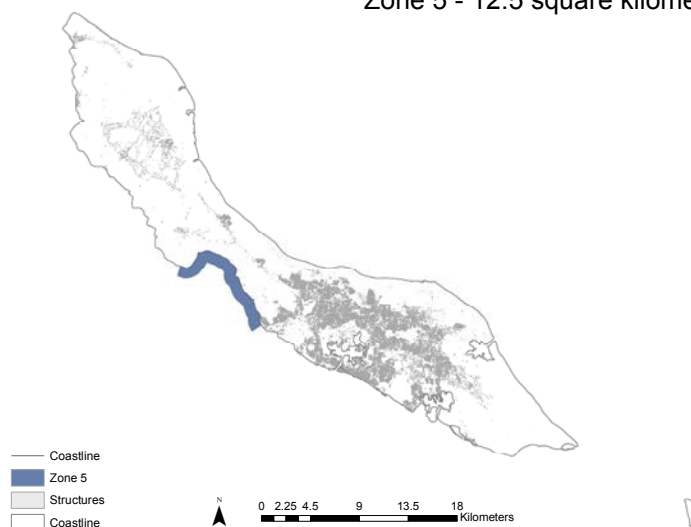 Zone 5 - 12.5 square kilome
Coastline
Zone 5
Structures
Coastline
N
0 2.25 4.5 9 13.5 18
Kilometers